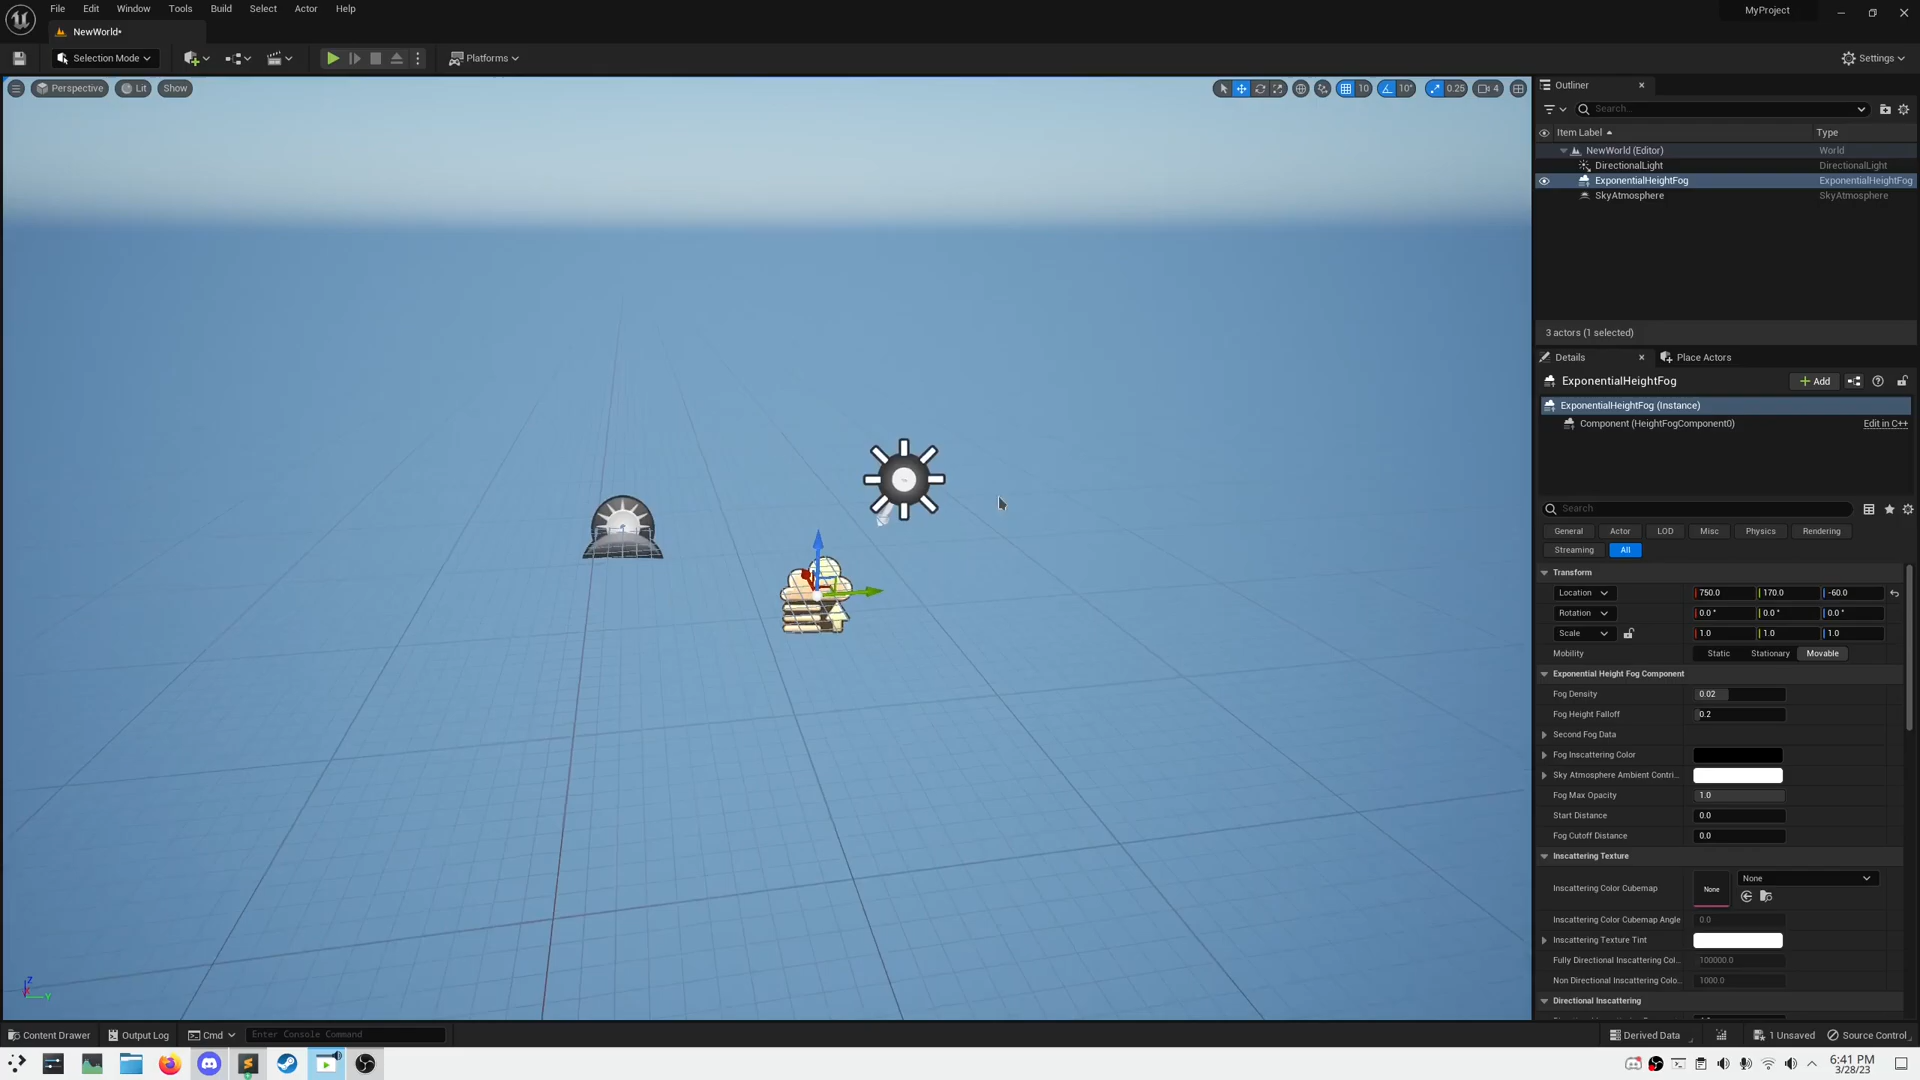 File Edit Window Tools Build Select Actor Help MyProject
NewWorld*
Selection Mode Platforms Settings
Perspective Lit Show 10 10° 0.25 4
Outliner
Search...
Item Label Type
NewWorld (Editor) World
DirectionalLight DirectionalLight
ExponentialHeightFog ExponentialHeightFog
SkyAtmosphere SkyAtmosphere
3 actors (1 selected)
Details Place Actors
ExponentialHeightFog Add
ExponentialHeightFog (Instance)
Component (HeightFogComponent0) Edit in C++
Search
General Actor LOD Misc Physics Rendering
Streaming All
Transform
Location 750.0 170.0 -60.0
Rotation 0.0 ° 0.0 ° 0.0 °
Scale 1.0 1.0 1.0
Mobility Static Stationary Movable
Exponential Height Fog Component
Fog Density 0.02
Fog Height Falloff 0.2
Second Fog Data
Fog Inscattering Color
Sky Atmosphere Ambient Contri...
Fog Max Opacity 1.0
Start Distance 0.0
Fog Cutoff Distance 0.0
Inscattering Texture
None
Inscattering Color Cubemap None
Inscattering Color Cubemap Angle 0.0
Inscattering Texture Tint
Fully Directional Inscattering Col... 100000.0
Non Directional Inscattering Colo... 1000.0
Directional Inscattering
Z
Y
Content Drawer Output Log Cmd Enter Console Command Derived Data 1 Unsaved Source Control
6:41 PM
3/28/23